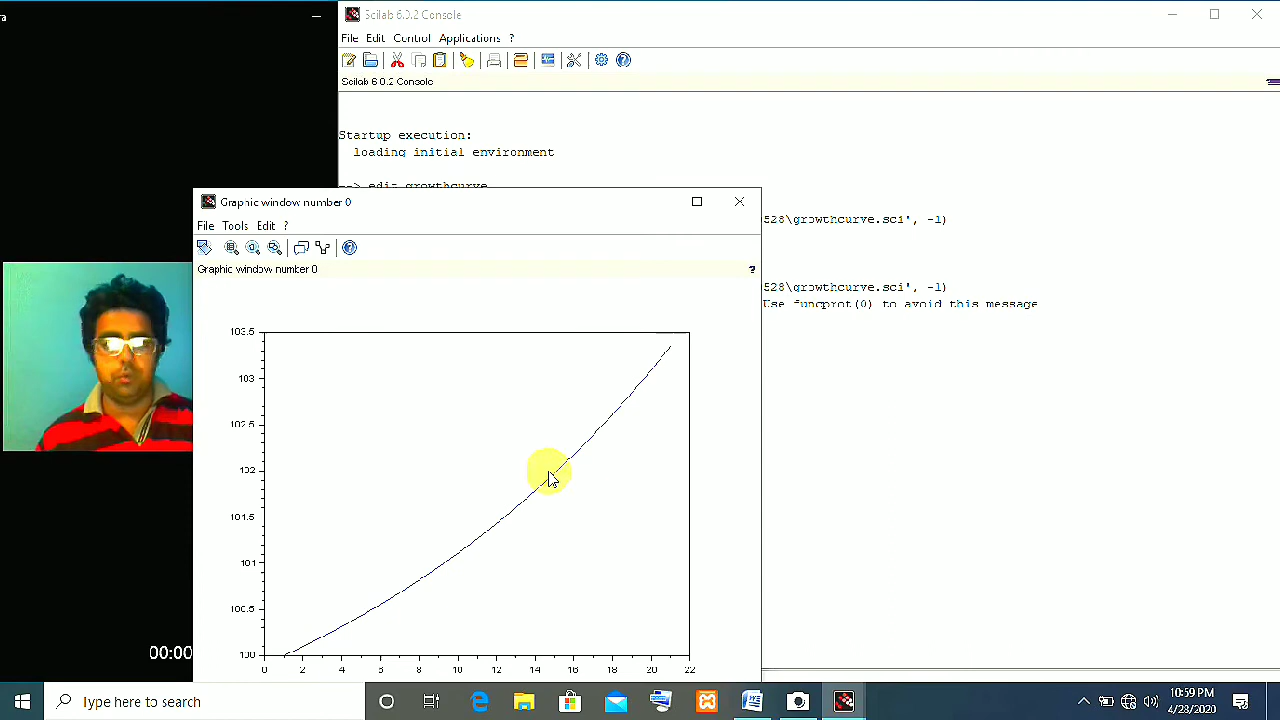 ra
Scilab 6.0.2 Console
File Edit Control Applications ?
Scilab 6.0.2 Console
Startup execution:
loading initial environment
--> edit growthcurve
528\growthcurve.sci', -1)
528\growthcurve.sci', -1)
Use funcprot(0) to avoid this message
Graphic window number 0
File Tools Edit ?
Graphic window number 0
?
103.5
103
102.5
102
101.5
101
100.5
100
0 2 4 6 8 10 12 14 16 18 20 22
00:00
Type here to search
10:59 PM
4/28/2020